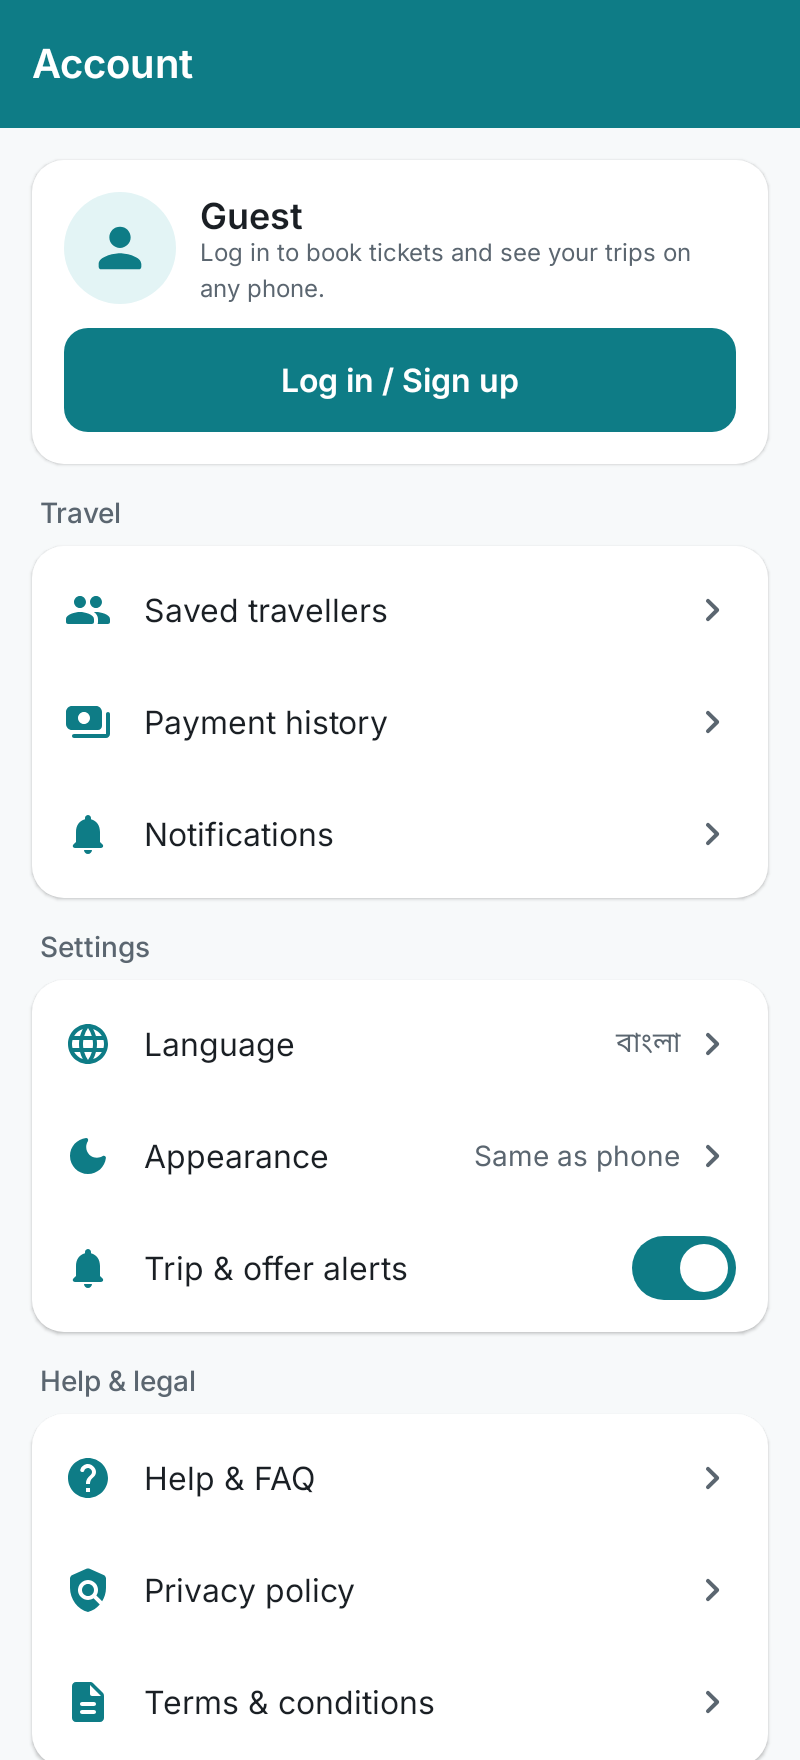 Account
Guest
Log in to book tickets and see your trips on
any phone.
Log in / Sign up
Travel
Saved travellers
Payment history
Notifications
Settings
Language বাংলা
Appearance Same as phone
Trip & offer alerts
Help & legal
Help & FAQ
Privacy policy
Terms & conditions